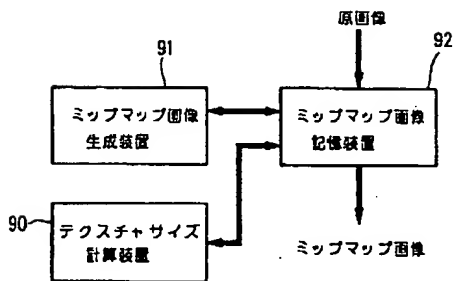 原画像
91
92
ミップマップ画像
生成装置
ミップマップ画像
記憶装置
90
テクスチャサイズ
計算装置
ミップマップ画像